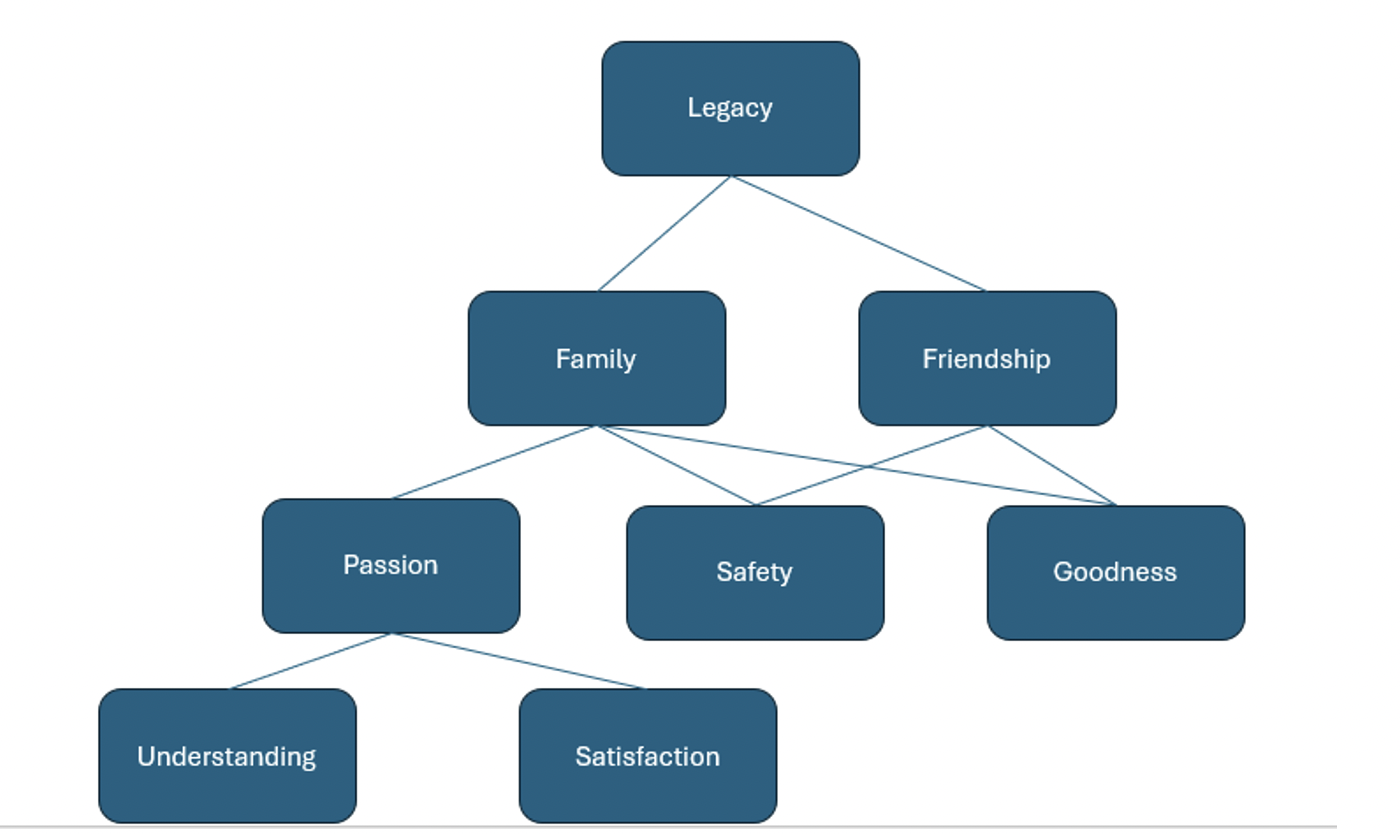 Legacy
Family
Friendship
Passion
Safety
Goodness
Understanding
Satisfaction